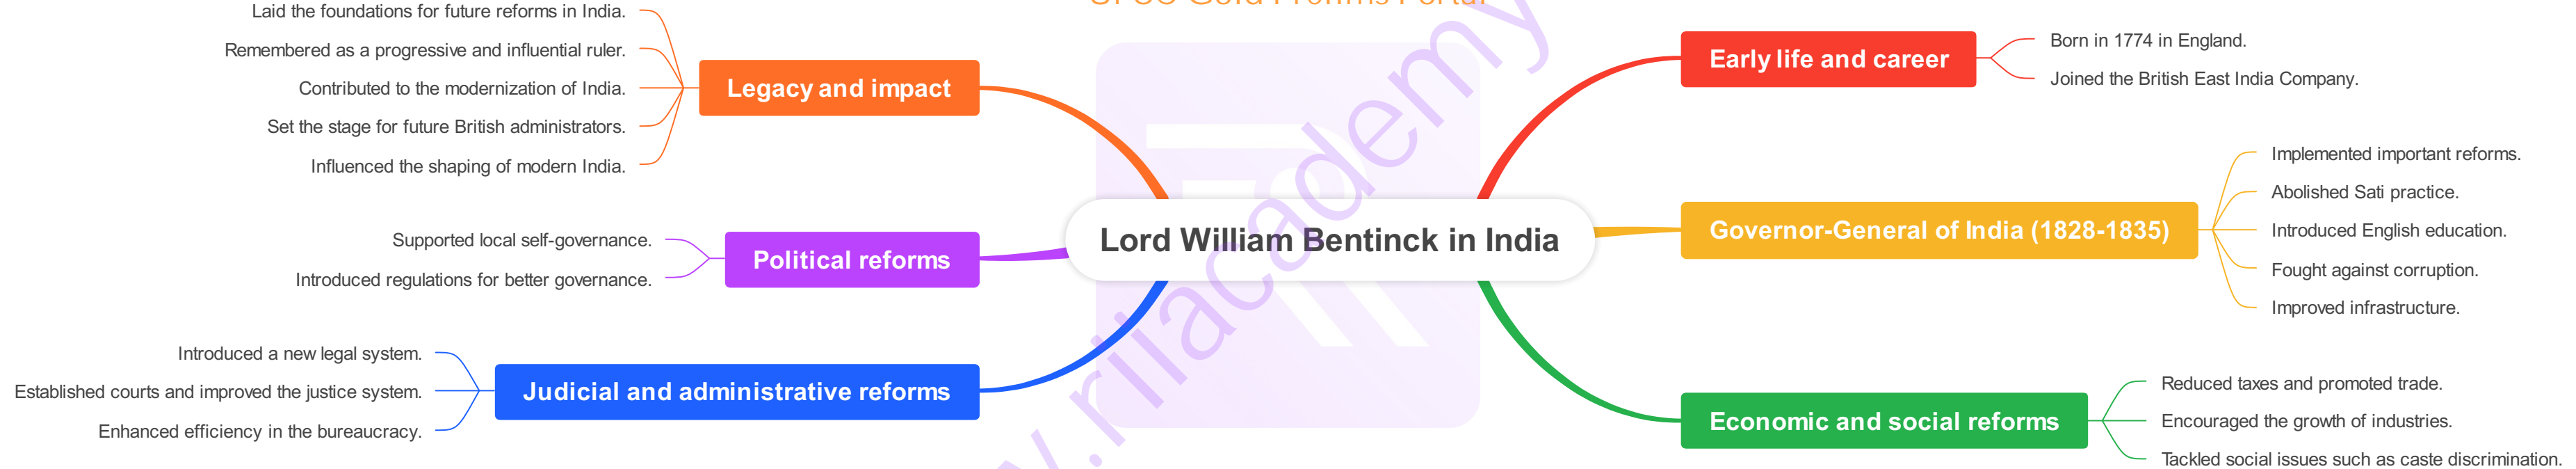 Lord William Bentinck in India
Early life and career
Born in 1774 in England.
Joined the British East India Company.
Governor-General of India (1828-1835)
Implemented important reforms.
Abolished Sati practice.
Introduced English education.
Fought against corruption.
Improved infrastructure.
Economic and social reforms
Reduced taxes and promoted trade.
Encouraged the growth of industries.
Tackled social issues such as caste discrimination.
Judicial and administrative reforms
Introduced a new legal system.
Established courts and improved the justice system.
Enhanced efficiency in the bureaucracy.
Political reforms
Supported local self-governance.
Introduced regulations for better governance.
Legacy and impact
Laid the foundations for future reforms in India.
Remembered as a progressive and influential ruler.
Contributed to the modernization of India.
Set the stage for future British administrators.
Influenced the shaping of modern India.